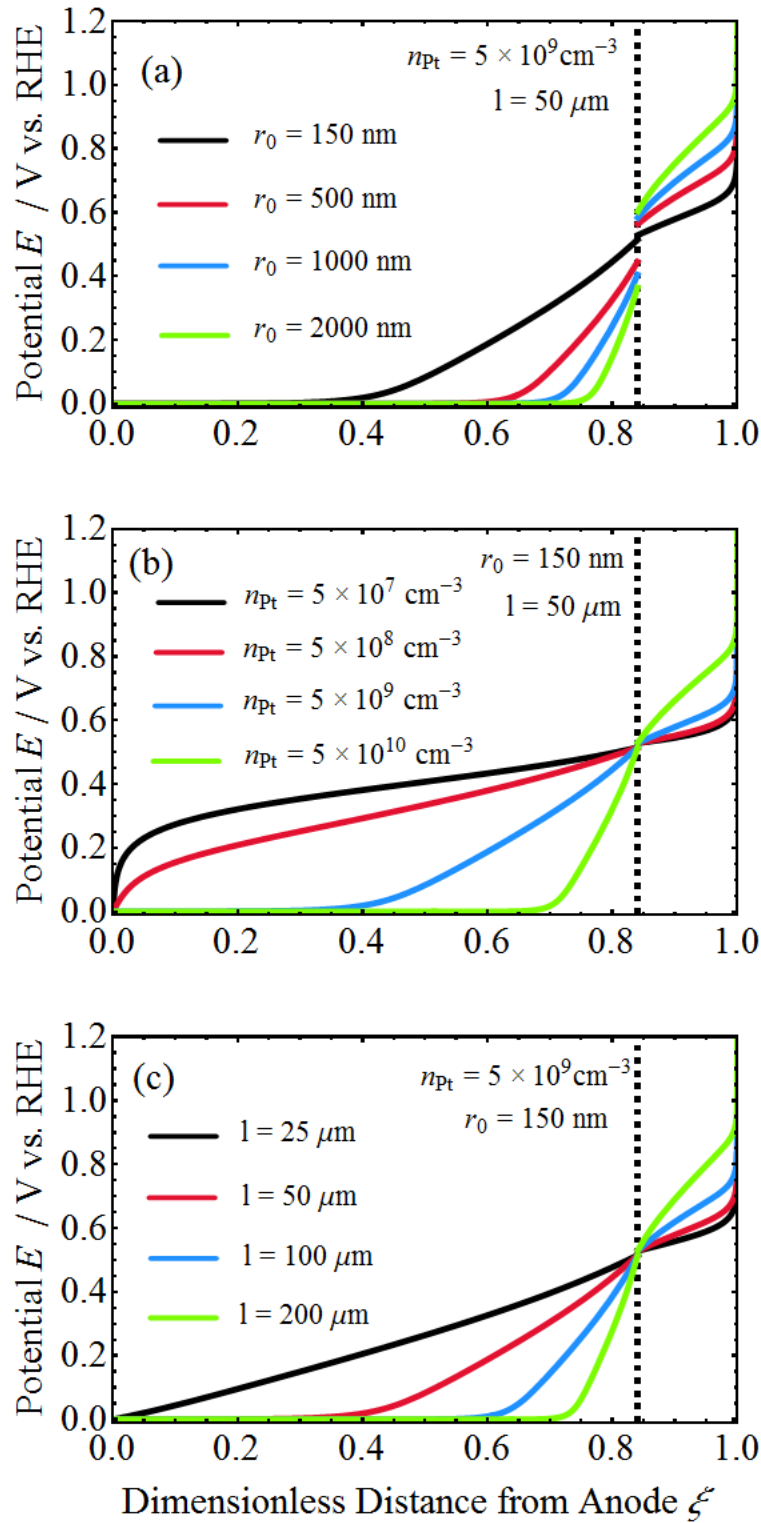 1.2
1.0
0.8
0.6
0.4
0.2
0.0
Potential E / V vs. RHE
(a)
n_Pt = 5 × 10⁹cm⁻³
l = 50 μm
r₀ = 150 nm
r₀ = 500 nm
r₀ = 1000 nm
r₀ = 2000 nm
0.0 0.2 0.4 0.6 0.8 1.0
1.2
1.0
0.8
0.6
0.4
0.2
0.0
Potential E / V vs. RHE
(b)
r₀ = 150 nm
l = 50 μm
n_Pt = 5 × 10⁷ cm⁻³
n_Pt = 5 × 10⁸ cm⁻³
n_Pt = 5 × 10⁹ cm⁻³
n_Pt = 5 × 10¹⁰ cm⁻³
0.0 0.2 0.4 0.6 0.8 1.0
1.2
1.0
0.8
0.6
0.4
0.2
0.0
Potential E / V vs. RHE
(c)
n_Pt = 5 × 10⁹cm⁻³
r₀ = 150 nm
l = 25 μm
l = 50 μm
l = 100 μm
l = 200 μm
0.0 0.2 0.4 0.6 0.8 1.0
Dimensionless Distance from Anode ξ